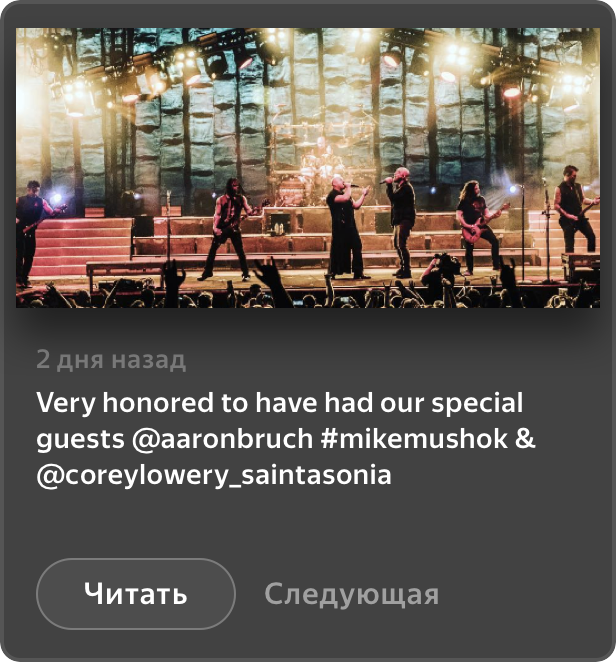 2 дня назад
Very honored to have had our special
guests @aaronbruch #mikemushok &
@coreylowery_saintasonia
Читать
Следующая